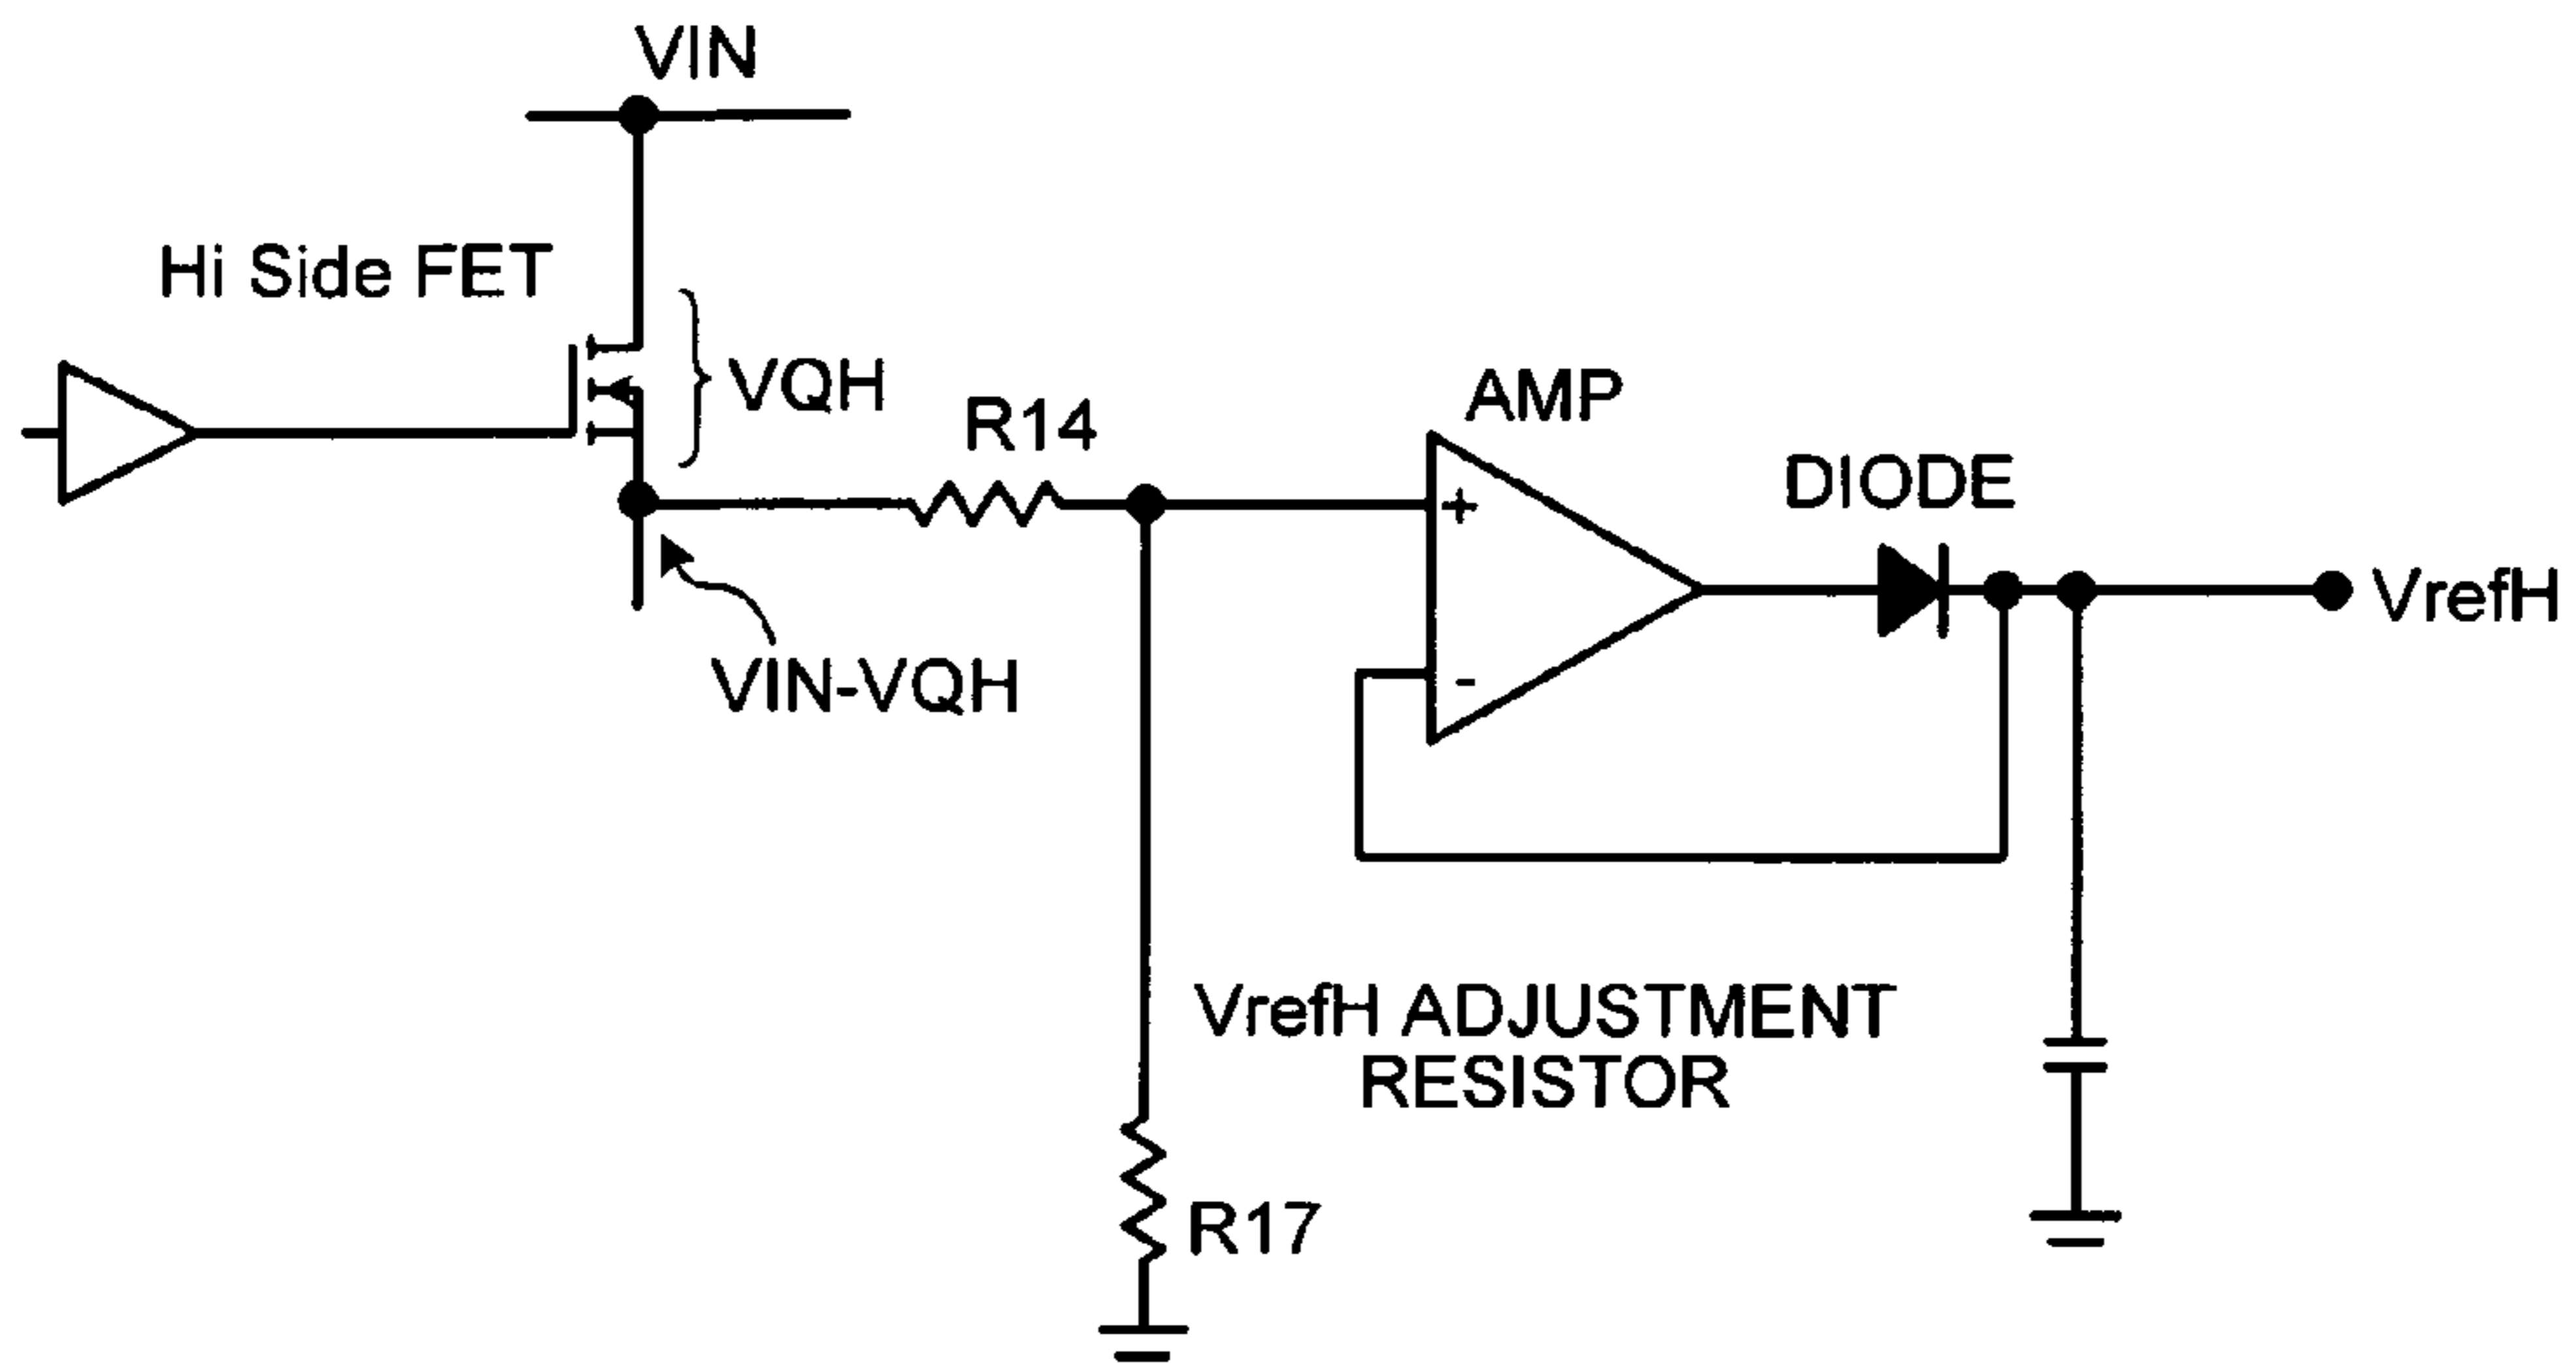 VIN
Hi Side FET
VQH
R14
AMP
DIODE
+
-
VrefH
VIN-VQH
VrefH ADJUSTMENT
RESISTOR
R17